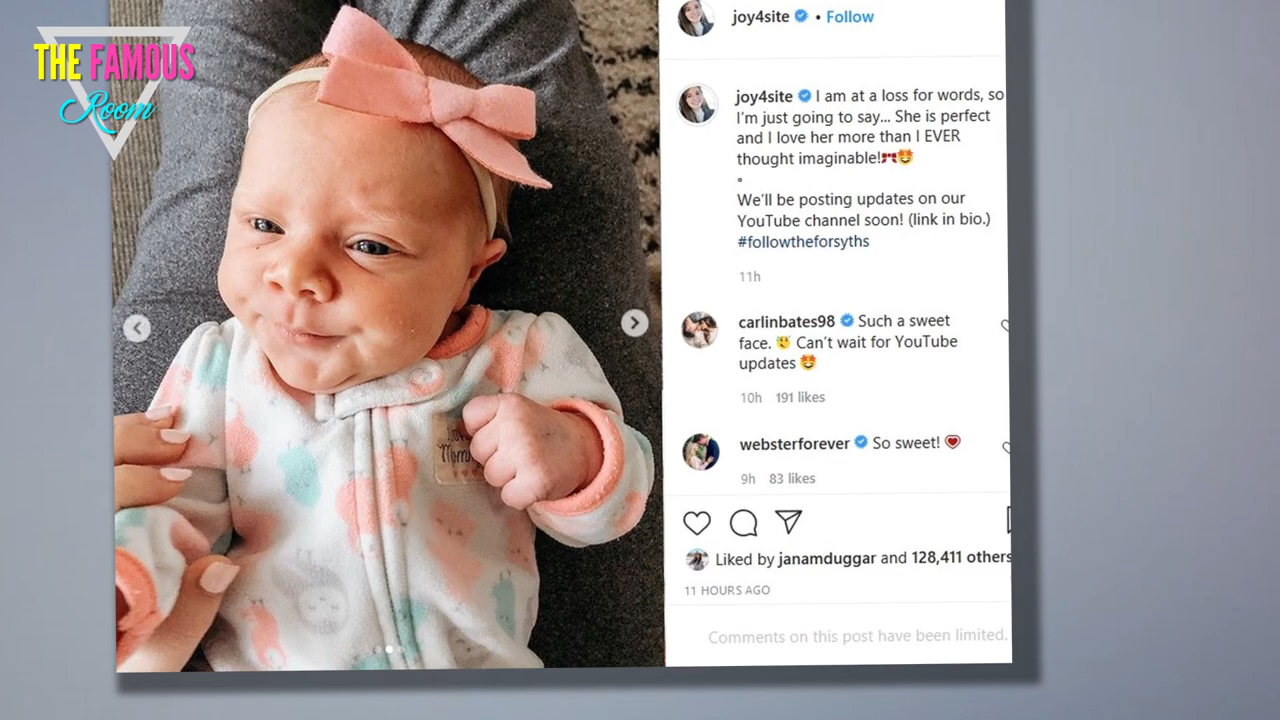 THE FAMOUS
Room
joy4site • Follow
joy4site I am at a loss for words, so
I'm just going to say... She is perfect
and I love her more than I EVER
thought imaginable!
We'll be posting updates on our
YouTube channel soon! (link in bio.)
#followtheforsyths
11h
carlinbates98 Such a sweet
face. Can't wait for YouTube
updates
10h 191 likes
websterforever So sweet!
9h 83 likes
Liked by janamduggar and 128,411 others
11 HOURS AGO
Comments on this post have been limited.